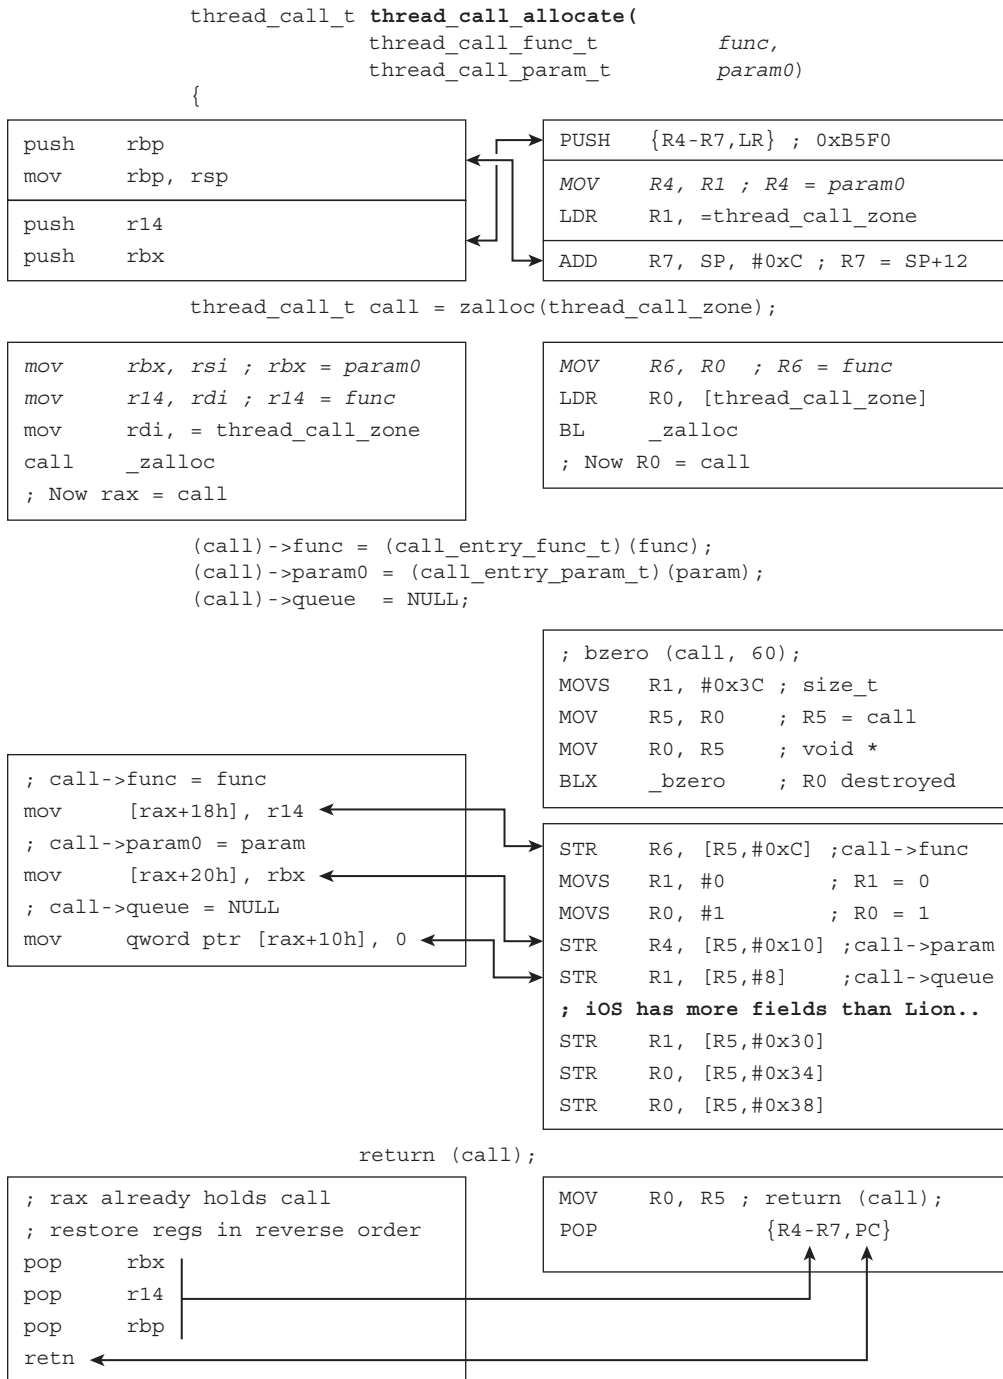 thread_call_t thread_call_allocate(
thread_call_func_t func,
thread_call_param_t param0)
{
push rbp
mov rbp, rsp
push r14
push rbx
PUSH {R4-R7,LR} ; 0xB5F0
MOV R4, R1 ; R4 = param0
LDR R1, =thread_call_zone
ADD R7, SP, #0xC ; R7 = SP+12
thread_call_t call = zalloc(thread_call_zone);
mov rbx, rsi ; rbx = param0
mov r14, rdi ; r14 = func
mov rdi, = thread_call_zone
call _zalloc
; Now rax = call
MOV R6, R0 ; R6 = func
LDR R0, [thread_call_zone]
BL _zalloc
; Now R0 = call
(call)->func = (call_entry_func_t)(func);
(call)->param0 = (call_entry_param_t)(param);
(call)->queue = NULL;
; bzero (call, 60);
MOVS R1, #0x3C ; size_t
MOV R5, R0 ; R5 = call
MOV R0, R5 ; void *
BLX _bzero ; R0 destroyed
; call->func = func
mov [rax+18h], r14
; call->param0 = param
mov [rax+20h], rbx
; call->queue = NULL
mov qword ptr [rax+10h], 0
STR R6, [R5,#0xC] ;call->func
MOVS R1, #0 ; R1 = 0
MOVS R0, #1 ; R0 = 1
STR R4, [R5,#0x10] ;call->param
STR R1, [R5,#8] ;call->queue
; iOS has more fields than Lion..
STR R1, [R5,#0x30]
STR R0, [R5,#0x34]
STR R0, [R5,#0x38]
return (call);
; rax already holds call
; restore regs in reverse order
pop rbx
pop r14
pop rbp
retn
MOV R0, R5 ; return (call);
POP {R4-R7,PC}